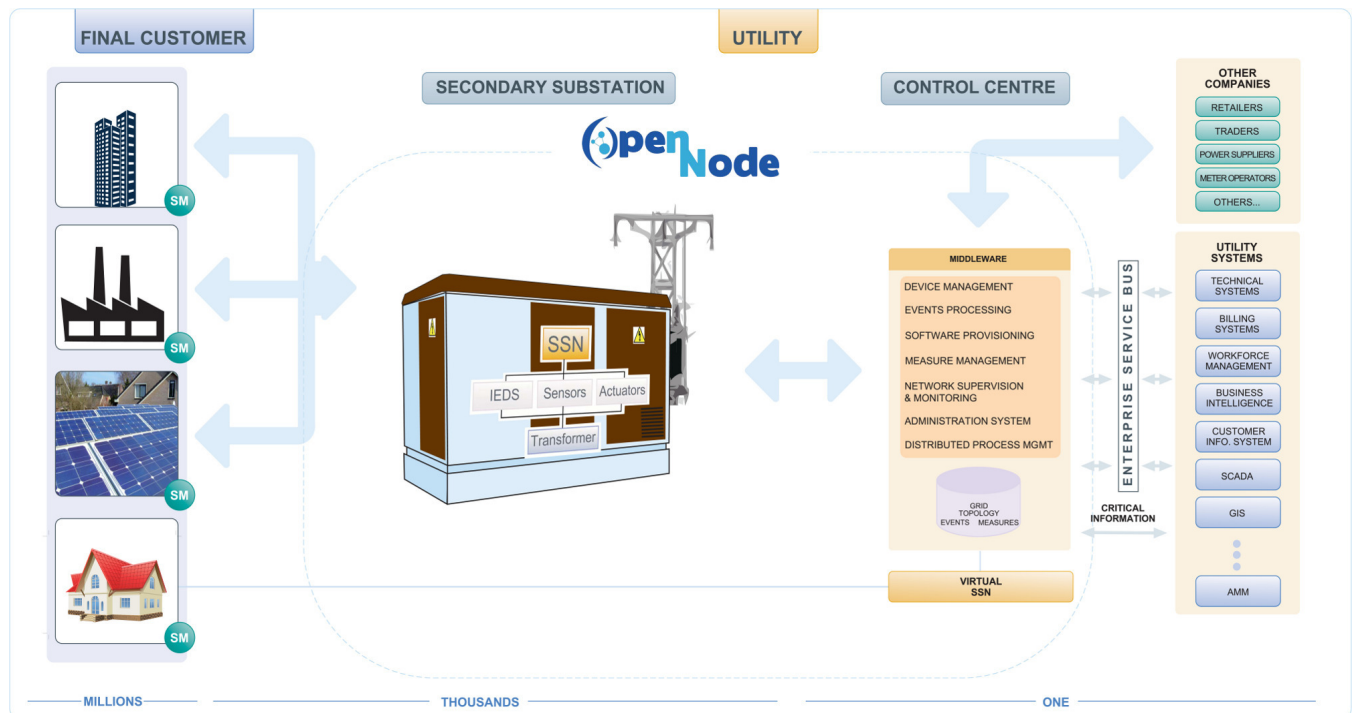 FINAL CUSTOMER
UTILITY
SECONDARY SUBSTATION
CONTROL CENTRE
OpenNode
SM
SM
SM
SM
SSN
IEDS
Sensors
Actuators
Transformer
MIDDLEWARE
DEVICE MANAGEMENT
EVENTS PROCESSING
SOFTWARE PROVISIONING
MEASURE MANAGEMENT
NETWORK SUPERVISION
& MONITORING
ADMINISTRATION SYSTEM
DISTRIBUTED PROCESS MGMT
GRID
TOPOLOGY
EVENTS MEASURES
VIRTUAL
SSN
ENTERPRISE SERVICE BUS
CRITICAL
INFORMATION
OTHER
COMPANIES
RETAILERS
TRADERS
POWER SUPPLIERS
METER OPERATORS
OTHERS...
UTILITY
SYSTEMS
TECHNICAL
SYSTEMS
BILLING
SYSTEMS
WORKFORCE
MANAGEMENT
BUSINESS
INTELLIGENCE
CUSTOMER
INFO. SYSTEM
SCADA
GIS
AMM
MILLIONS
THOUSANDS
ONE